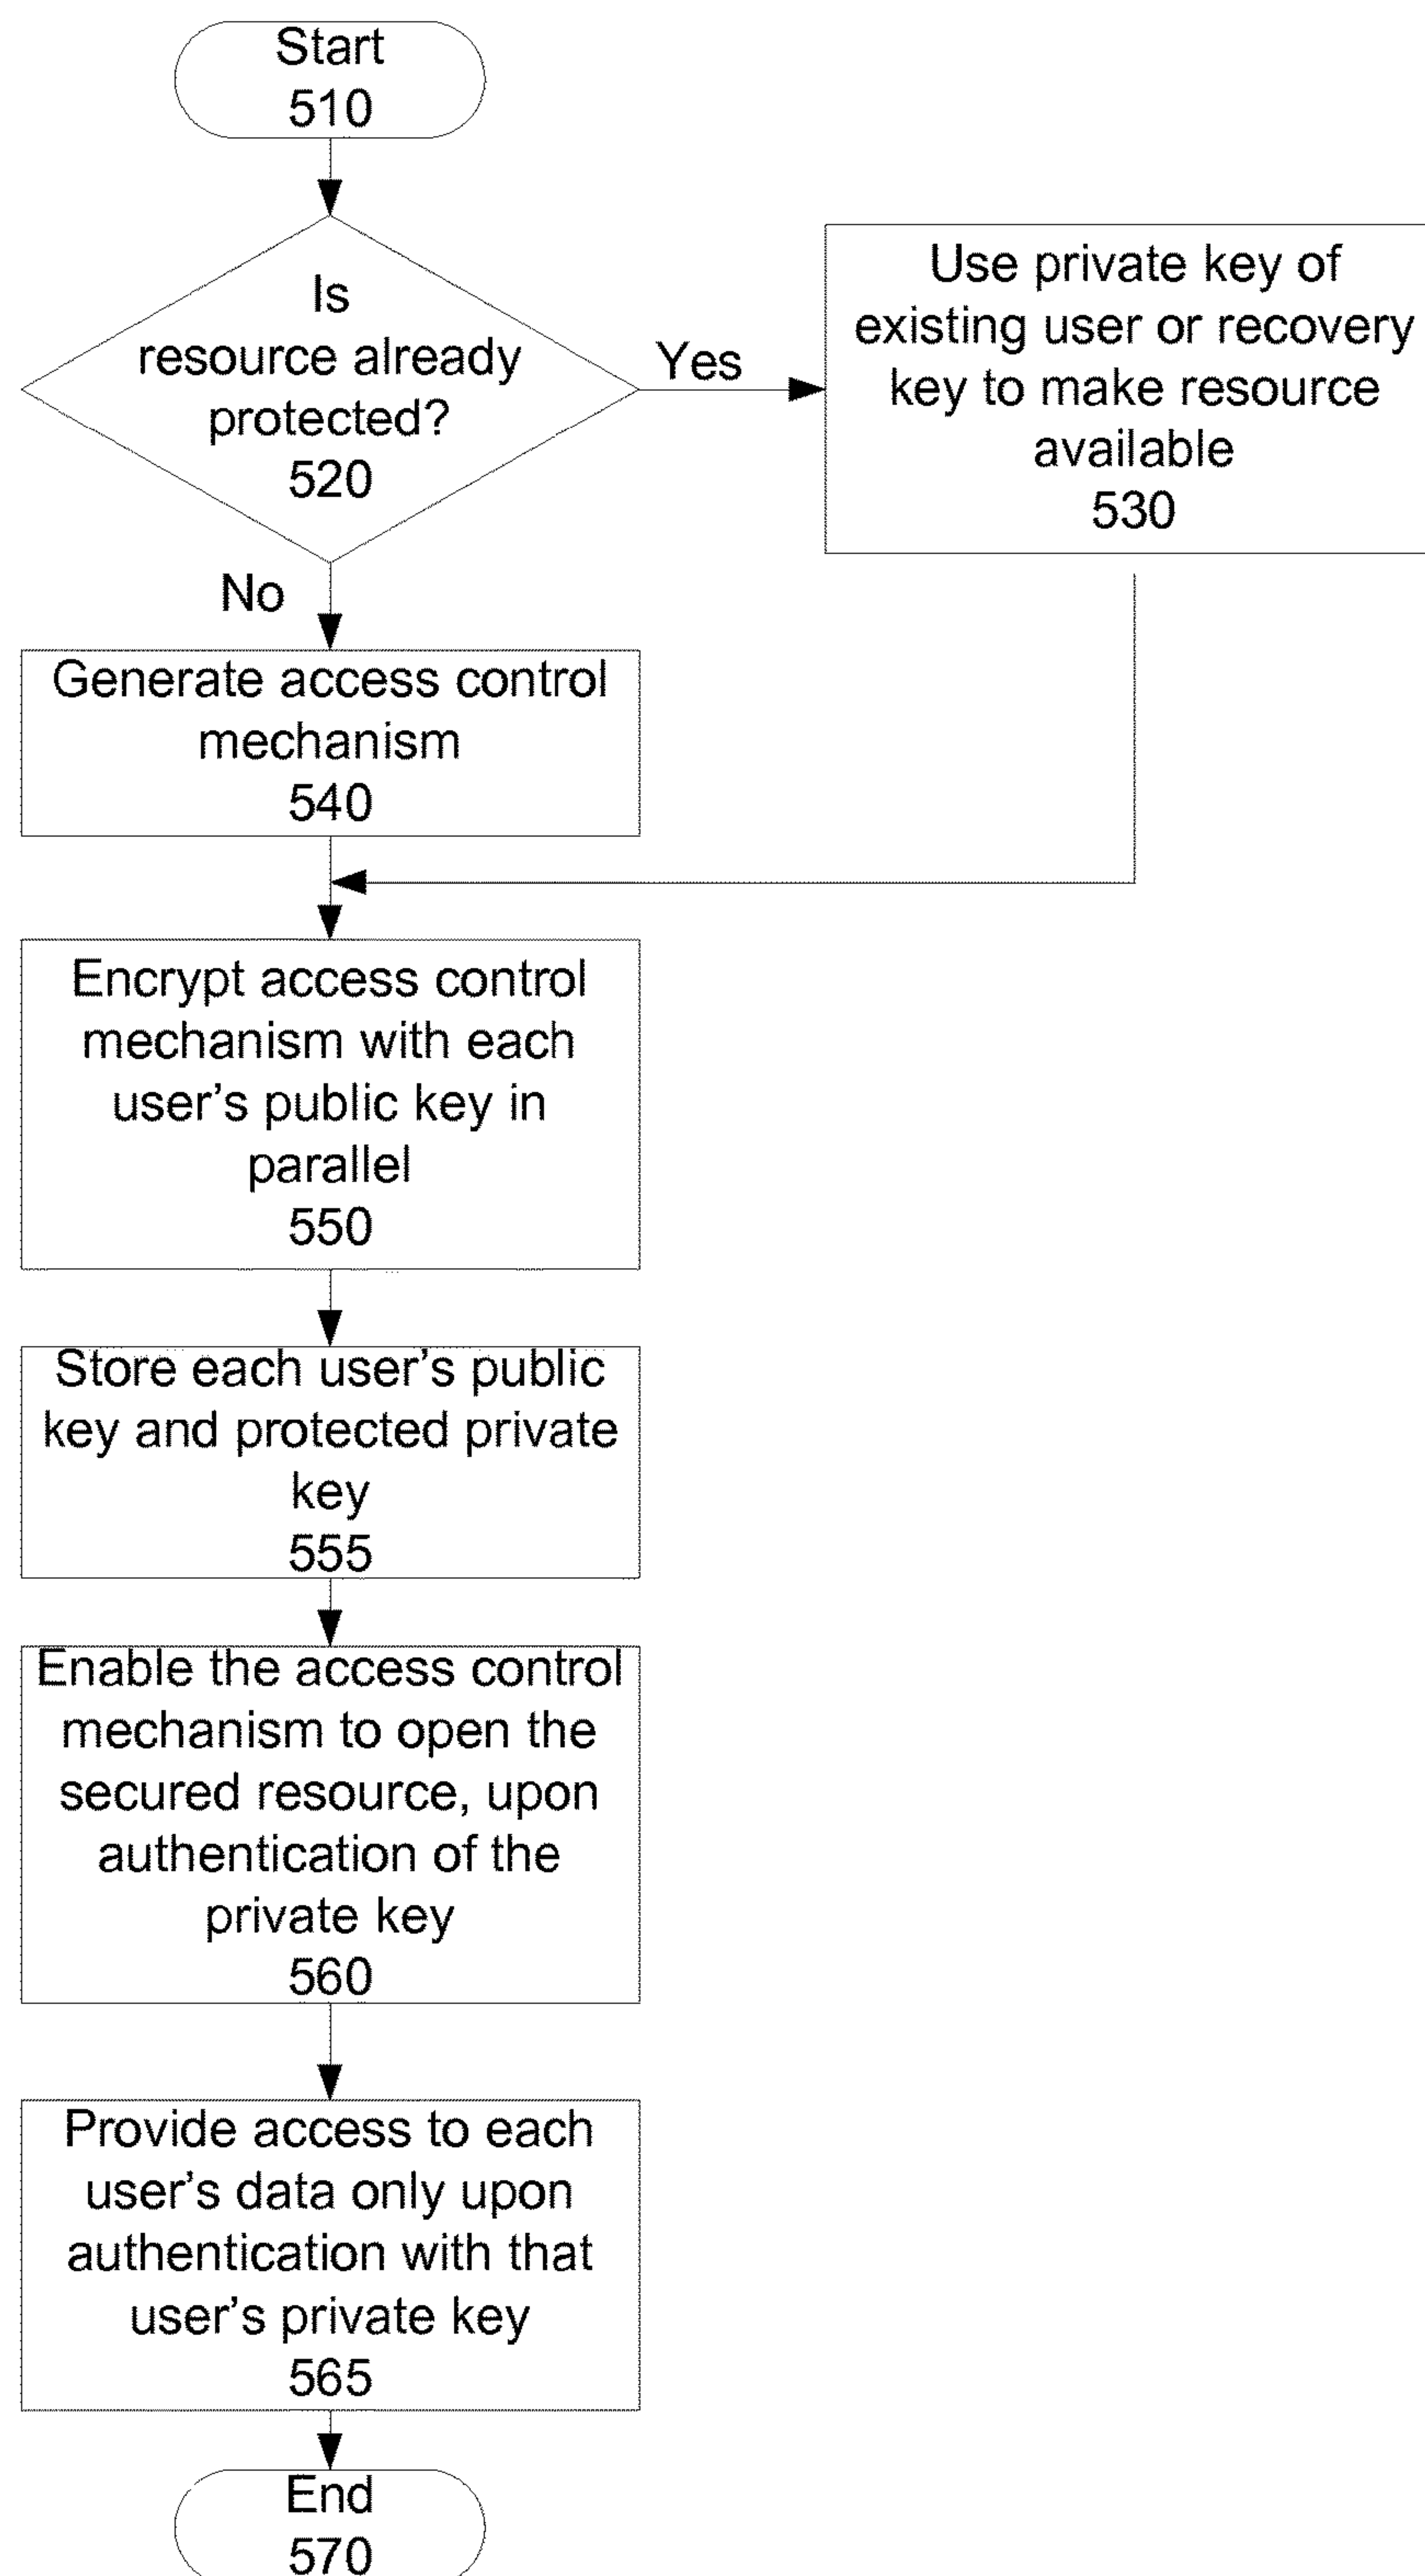 Start
510
Is
resource already
protected?
520
Yes
Use private key of
existing user or recovery
key to make resource
available
530
No
Generate access control
mechanism
540
Encrypt access control
mechanism with each
user’s public key in
parallel
550
Store each user’s public
key and protected private
key
555
Enable the access control
mechanism to open the
secured resource, upon
authentication of the
private key
560
Provide access to each
user’s data only upon
authentication with that
user’s private key
565
End
570